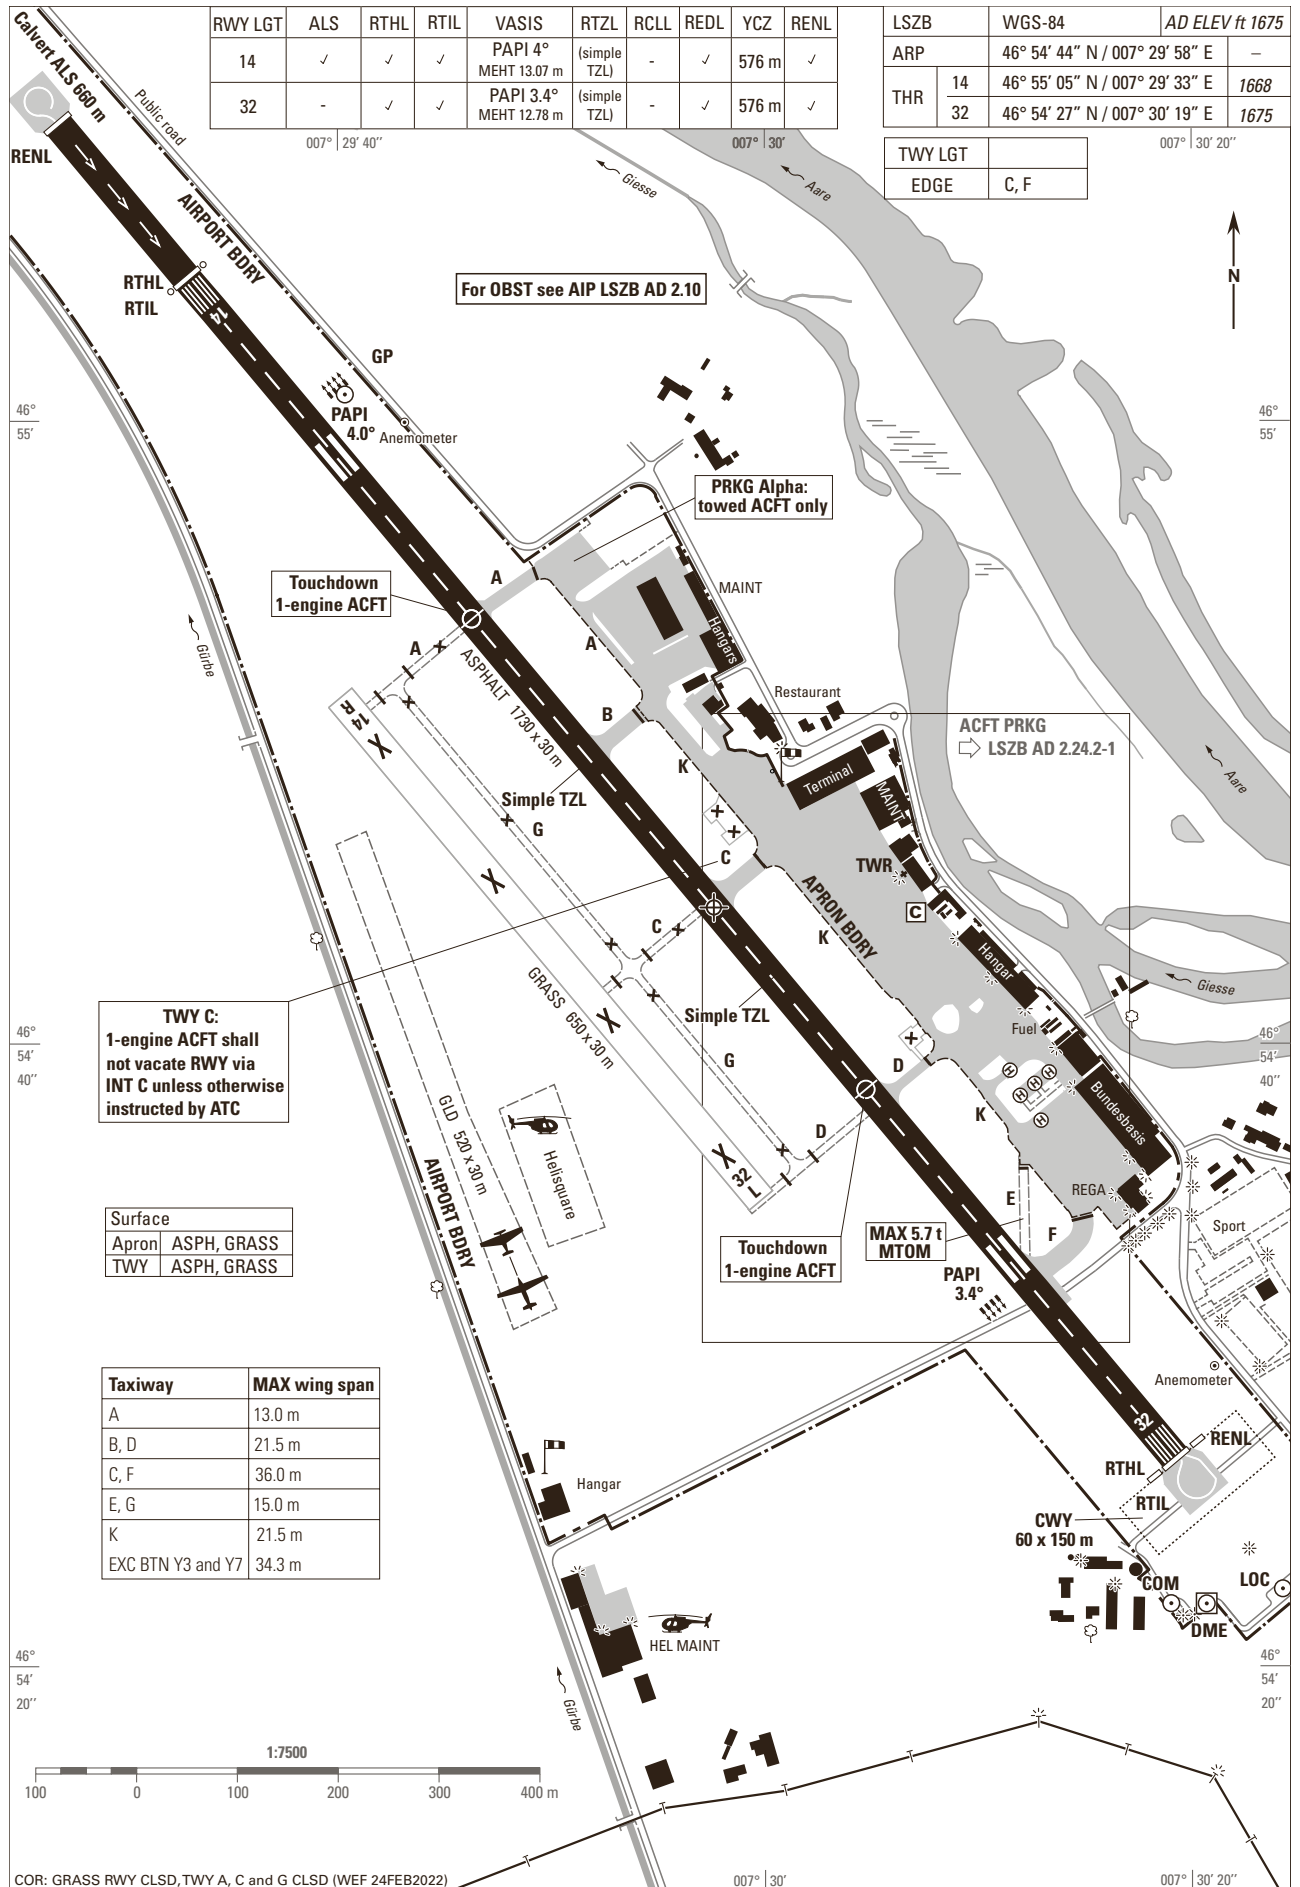 RWY LGT ALS RTHL RTIL VASIS RTZL RCLL REDL YCZ RENL
14 ✓ ✓ ✓ PAPI 4° MEHT 13.07 m (simple TZL) - ✓ 576 m ✓
32 - ✓ ✓ PAPI 3.4° MEHT 12.78 m (simple TZL) - ✓ 576 m ✓
LSZB WGS-84 AD ELEV ft 1675
ARP 46° 54' 44" N / 007° 29' 58" E –
THR 14 46° 55' 05" N / 007° 29' 33" E 1668
32 46° 54' 27" N / 007° 30' 19" E 1675
TWY LGT
EDGE C, F
Calvert ALS 660 m
Public road
007° 29' 40"
007° 30'
007° 30' 20"
RENL
Giesse
Aare
AIRPORT BDRY
N
RTHL
RTIL
14
For OBST see AIP LSZB AD 2.10
GP
PAPI
4.0°
Anemometer
46°
55'
46°
55'
PRKG Alpha:
towed ACFT only
Touchdown
1-engine ACFT
A
MAINT
Hangars
A
A
Gürbe
ASPHALT 1730 x 30 m
Restaurant
14
R
B
K
ACFT PRKG
LSZB AD 2.24.2-1
Terminal
MAINT
Aare
Simple TZL
G
C
TWR
C
APRON BDRY
K
C
Hangar
GRASS 650 x 30 m
Simple TZL
Giesse
Fuel
TWY C:
1-engine ACFT shall
not vacate RWY via
INT C unless otherwise
instructed by ATC
46°
54'
40"
46°
54'
40"
G
D
H
H
H
H
H
K
Bundesbasis
GLD 520 x 30 m
Helisquare
D
32
L
AIRPORT BDRY
REGA
E
F
Sport
Surface
Apron ASPH, GRASS
TWY ASPH, GRASS
MAX 5.7 t
MTOM
Touchdown
1-engine ACFT
PAPI
3.4°
Anemometer
Taxiway MAX wing span
A 13.0 m
B, D 21.5 m
C, F 36.0 m
E, G 15.0 m
K 21.5 m
EXC BTN Y3 and Y7 34.3 m
32
RENL
RTHL
RTIL
Hangar
CWY
60 x 150 m
COM
LOC
DME
HEL MAINT
46°
54'
20"
46°
54'
20"
Gürbe
1:7500
100 0 100 200 300 400 m
COR: GRASS RWY CLSD, TWY A, C and G CLSD (WEF 24FEB2022)
007° 30'
007° 30' 20"